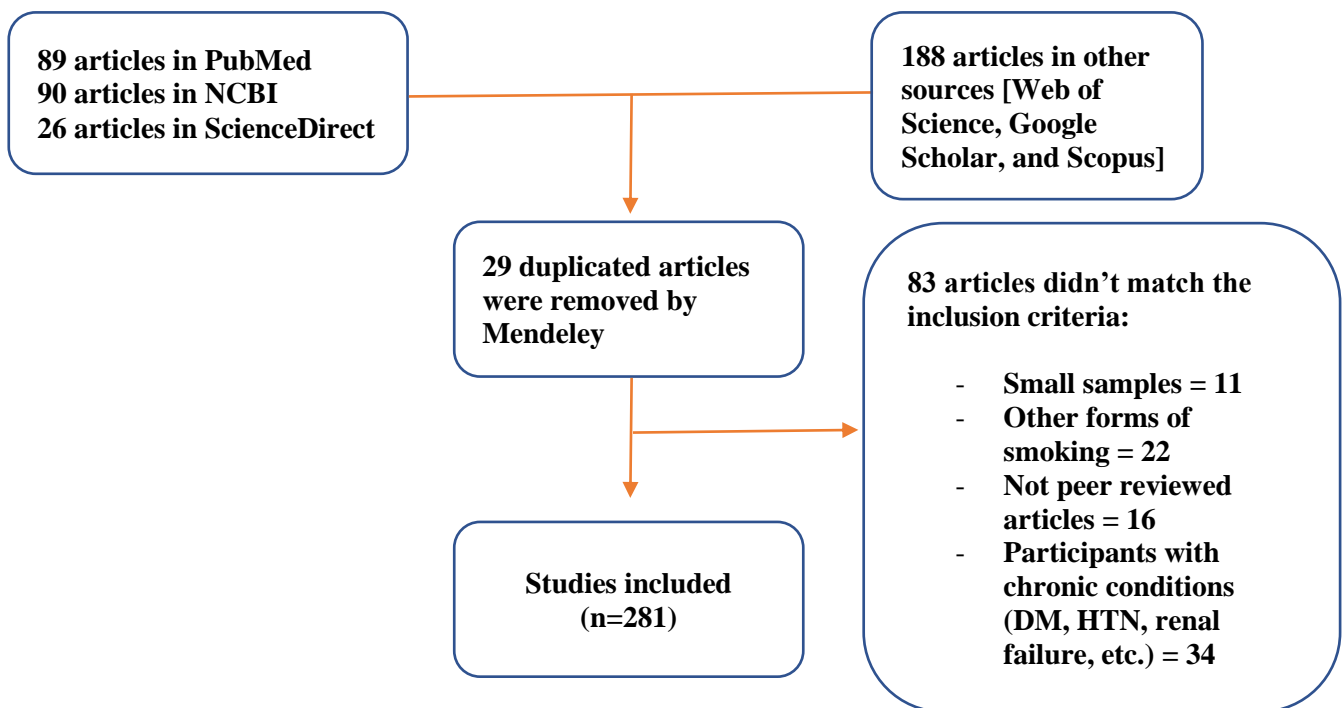 89 articles in PubMed
90 articles in NCBI
26 articles in ScienceDirect
188 articles in other
sources [Web of
Science, Google
Scholar, and Scopus]
29 duplicated articles
were removed by
Mendeley
83 articles didn’t match the
inclusion criteria:
- Small samples = 11
- Other forms of
smoking = 22
- Not peer reviewed
articles = 16
- Participants with
chronic conditions
(DM, HTN, renal
failure, etc.) = 34
Studies included
(n=281)